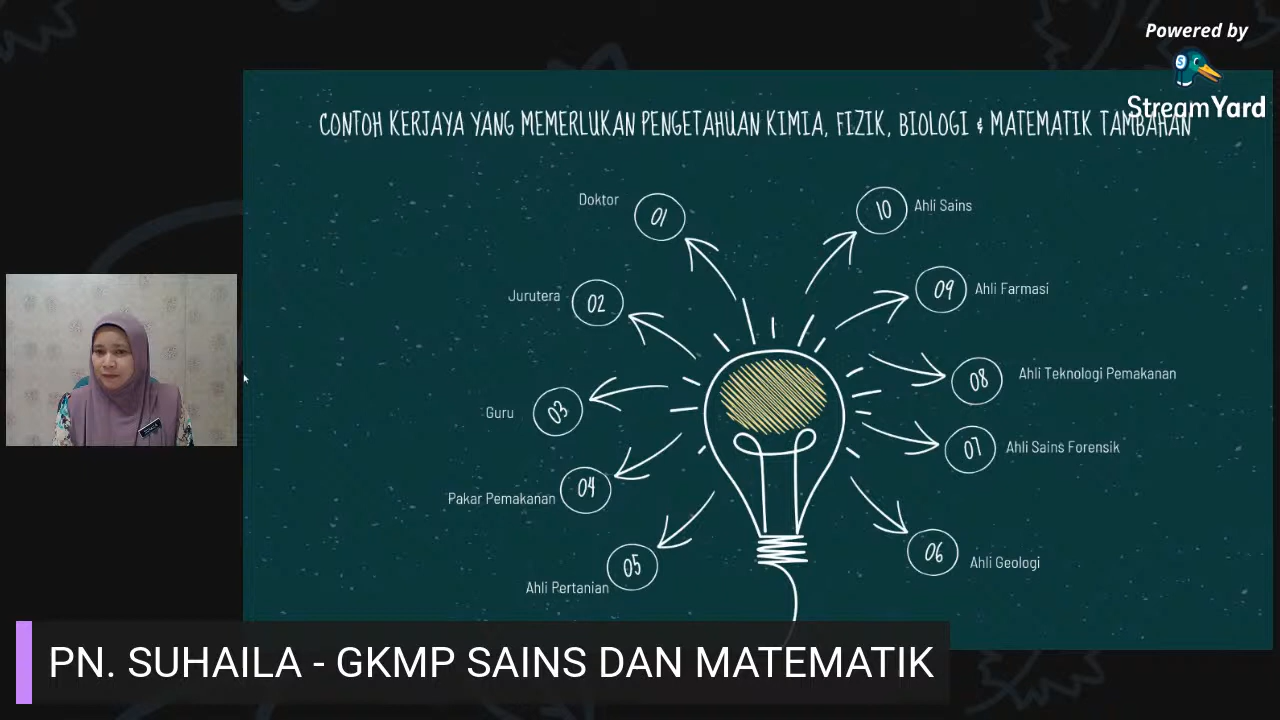 Powered by
StreamYard
CONTOH KERJAYA YANG MEMERLUKAN PENGETAHUAN KIMIA, FIZIK, BIOLOGI & MATEMATIK TAMBAHAN
Doktor
01
Jurutera
02
Guru
03
Pakar Pemakanan
04
Ahli Pertanian
05
10
Ahli Sains
09
Ahli Farmasi
08
Ahli Teknologi Pemakanan
07
Ahli Sains Forensik
06
Ahli Geologi
PN. SUHAILA - GKMP SAINS DAN MATEMATIK